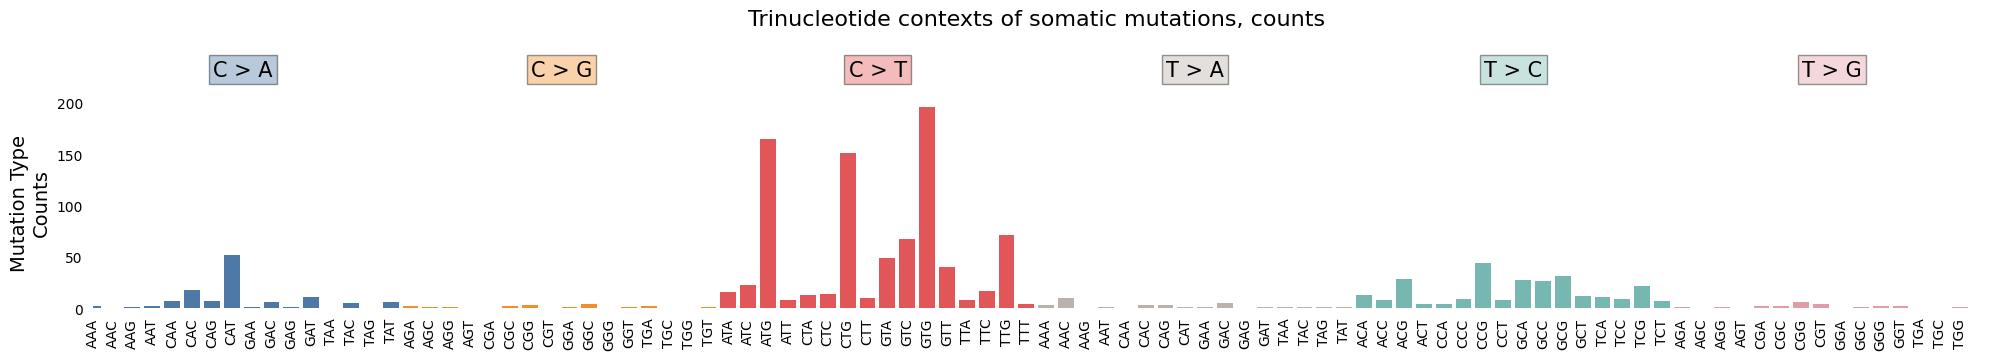 Trinucleotide contexts of somatic mutations, counts
C > A
C > G
C > T
T > A
T > C
T > G
Mutation Type
Counts
200
150
100
50
0
AAA AAC AAG AAT CAA CAC CAG CAT GAA GAC GAG GAT TAA TAC TAG TAT AGA AGC AGG AGT CGA CGC CGG CGT GGA GGC GGG GGT TGA TGC TGG TGT ATA ATC ATG ATT CTA CTC CTG CTT GTA GTC GTG GTT TTA TTC TTG TTT AAA AAC AAG AAT CAA CAC CAG CAT GAA GAC GAG GAT TAA TAC TAG TAT ACA ACC ACG ACT CCA CCC CCG CCT GCA GCC GCG GCT TCA TCC TCG TCT AGA AGC AGG AGT CGA CGC CGG CGT GGA GGC GGG GGT TGA TGC TGG